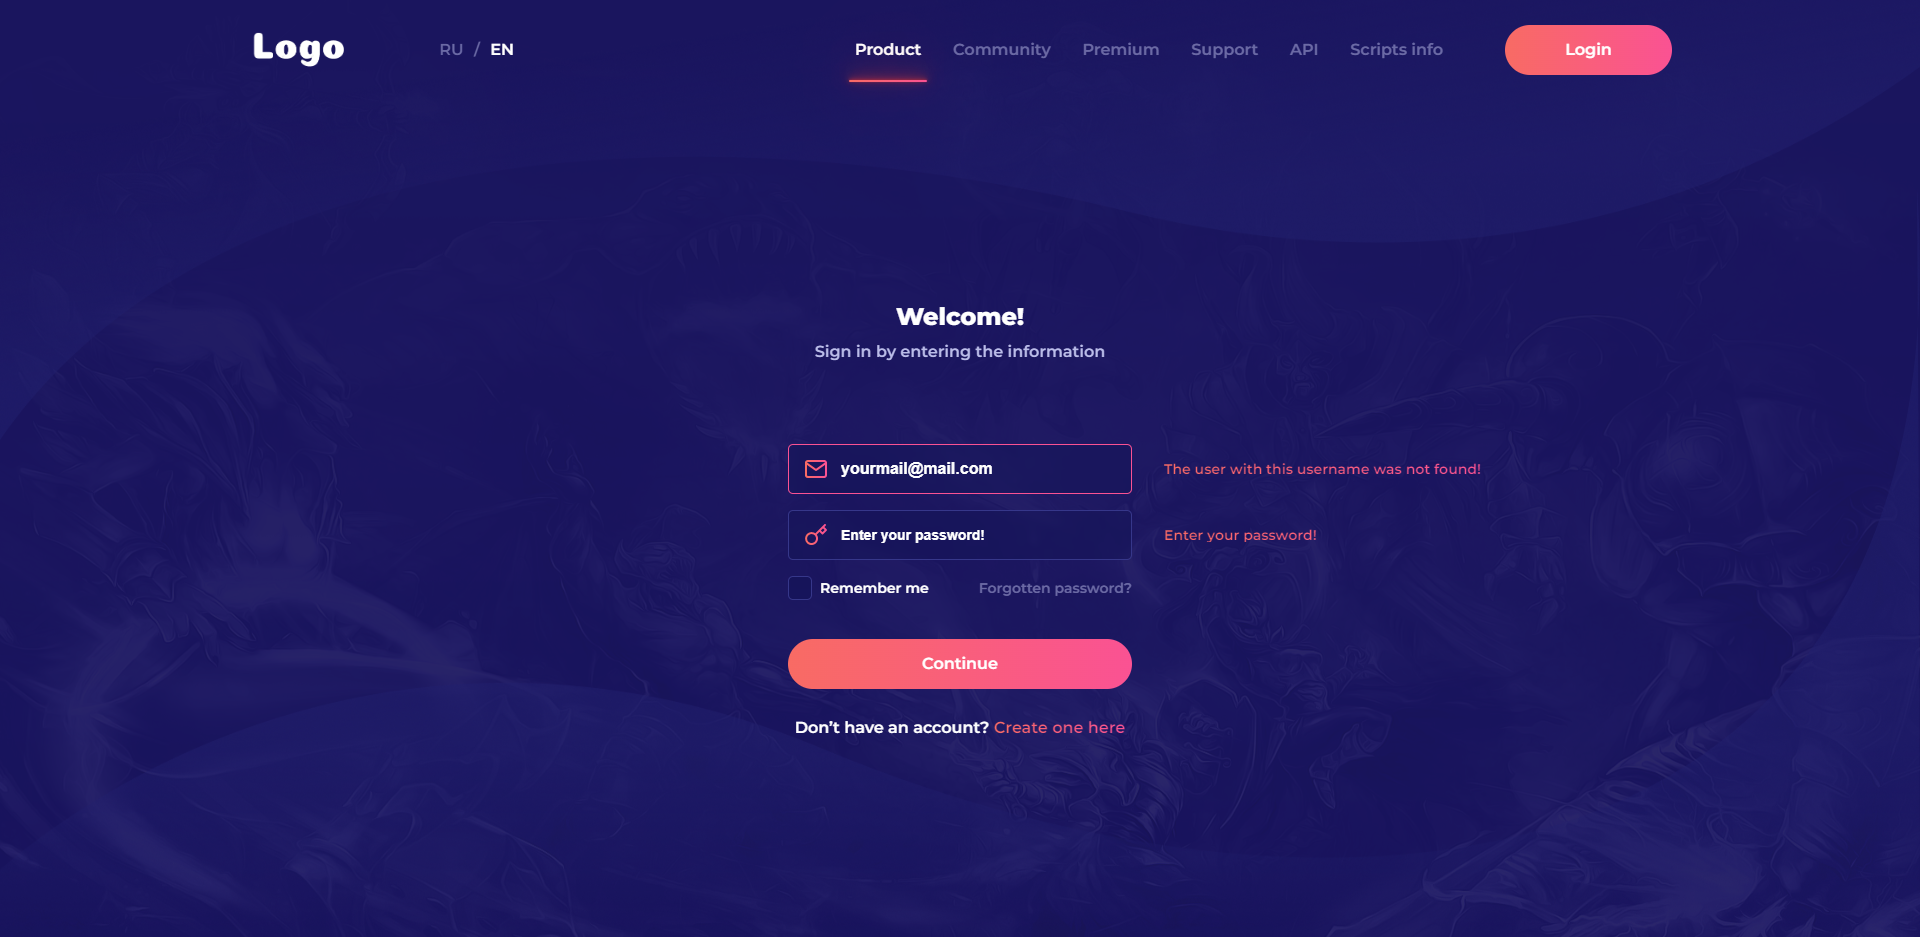 Logo
RU / EN
Product Community Premium Support API Scripts info
Login
Welcome!
Sign in by entering the information
yourmail@mail.com
The user with this username was not found!
Enter your password!
Enter your password!
Remember me
Forgotten password?
Continue
Don’t have an account? Create one here